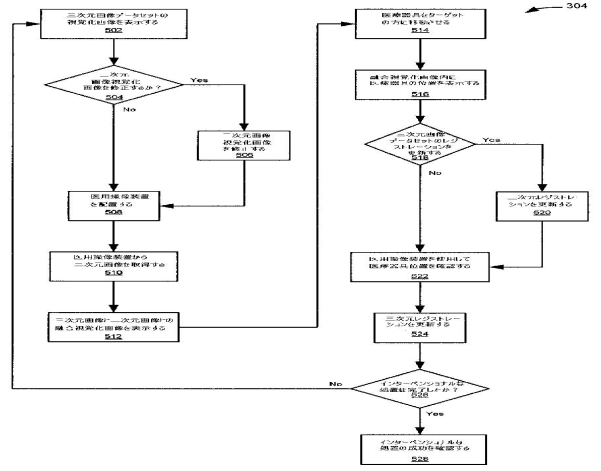 304
三次元画像データセットの
視覚化画像を表示する
502
二次元
画像視覚化
画像を修正するか?
504
Yes
No
二次元画像
視覚化画像
を修正する
506
医用撮像装置
を配置する
508
医用撮像装置から
二次元画像を取得する
510
三次元画像と二次元画像との
融合視覚化画像を表示する
512
医療器具をターゲット
の方に移動させる
514
融合視覚化画像内に
医療器具の位置を表示する
516
三次元画像
データセットのレジ
ストレーションを
更新する
518
Yes
No
二次元レジストレー
ションを更新する
520
医用撮像装置を使用して
医療器具位置を確認する
522
三次元レジストレー
ションを更新する
524
インターベンショナルな
処置は完了したか?
526
No
Yes
インターベンショナルな
処置の成功を確認する
528